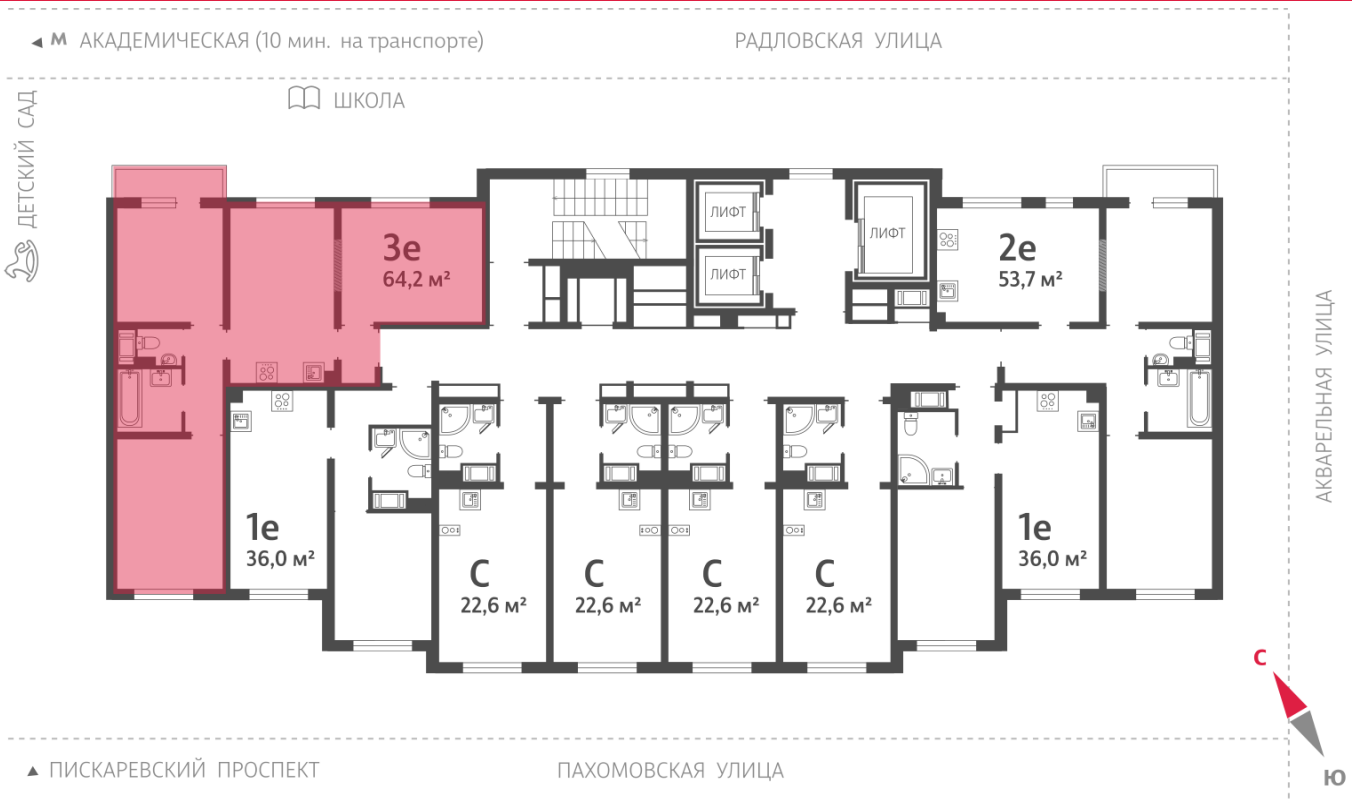 М АКАДЕМИЧЕСКАЯ (10 мин. на транспорте)
РАДЛОВСКАЯ УЛИЦА
ШКОЛА
ДЕТСКИЙ САД
ЛИФТ
ЛИФТ
ЛИФТ
3е
64,2 м²
2е
53,7 м²
АКВАРЕЛЬНАЯ УЛИЦА
1е
36,0 м²
С
22,6 м²
С
22,6 м²
С
22,6 м²
С
22,6 м²
1е
36,0 м²
С
Ю
ПИСКАРЕВСКИЙ ПРОСПЕКТ
ПАХОМОВСКАЯ УЛИЦА